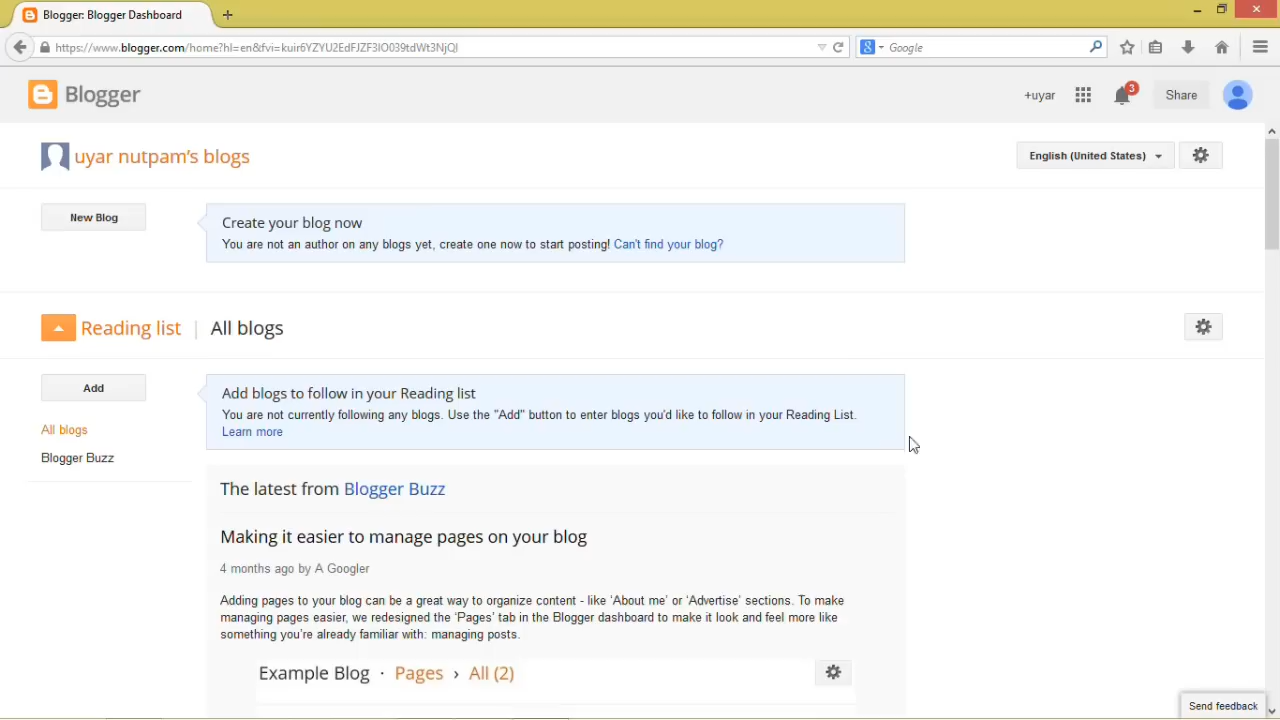 Blogger: Blogger Dashboard
https://www.blogger.com/home?hl=en&fvi=kuir6YZYU2EdFJZF3IO039tdWt3NjQI
Google
Blogger
+uyar
3
Share
uyar nutpam's blogs
English (United States)
New Blog
Create your blog now
You are not an author on any blogs yet, create one now to start posting! Can't find your blog?
Reading list | All blogs
Add
Add blogs to follow in your Reading list
You are not currently following any blogs. Use the "Add" button to enter blogs you'd like to follow in your Reading List.
Learn more
All blogs
Blogger Buzz
The latest from Blogger Buzz
Making it easier to manage pages on your blog
4 months ago by A Googler
Adding pages to your blog can be a great way to organize content - like ‘About me’ or ‘Advertise’ sections. To make
managing pages easier, we redesigned the ‘Pages’ tab in the Blogger dashboard to make it look and feel more like
something you’re already familiar with: managing posts.
Example Blog · Pages › All (2)
Send feedback